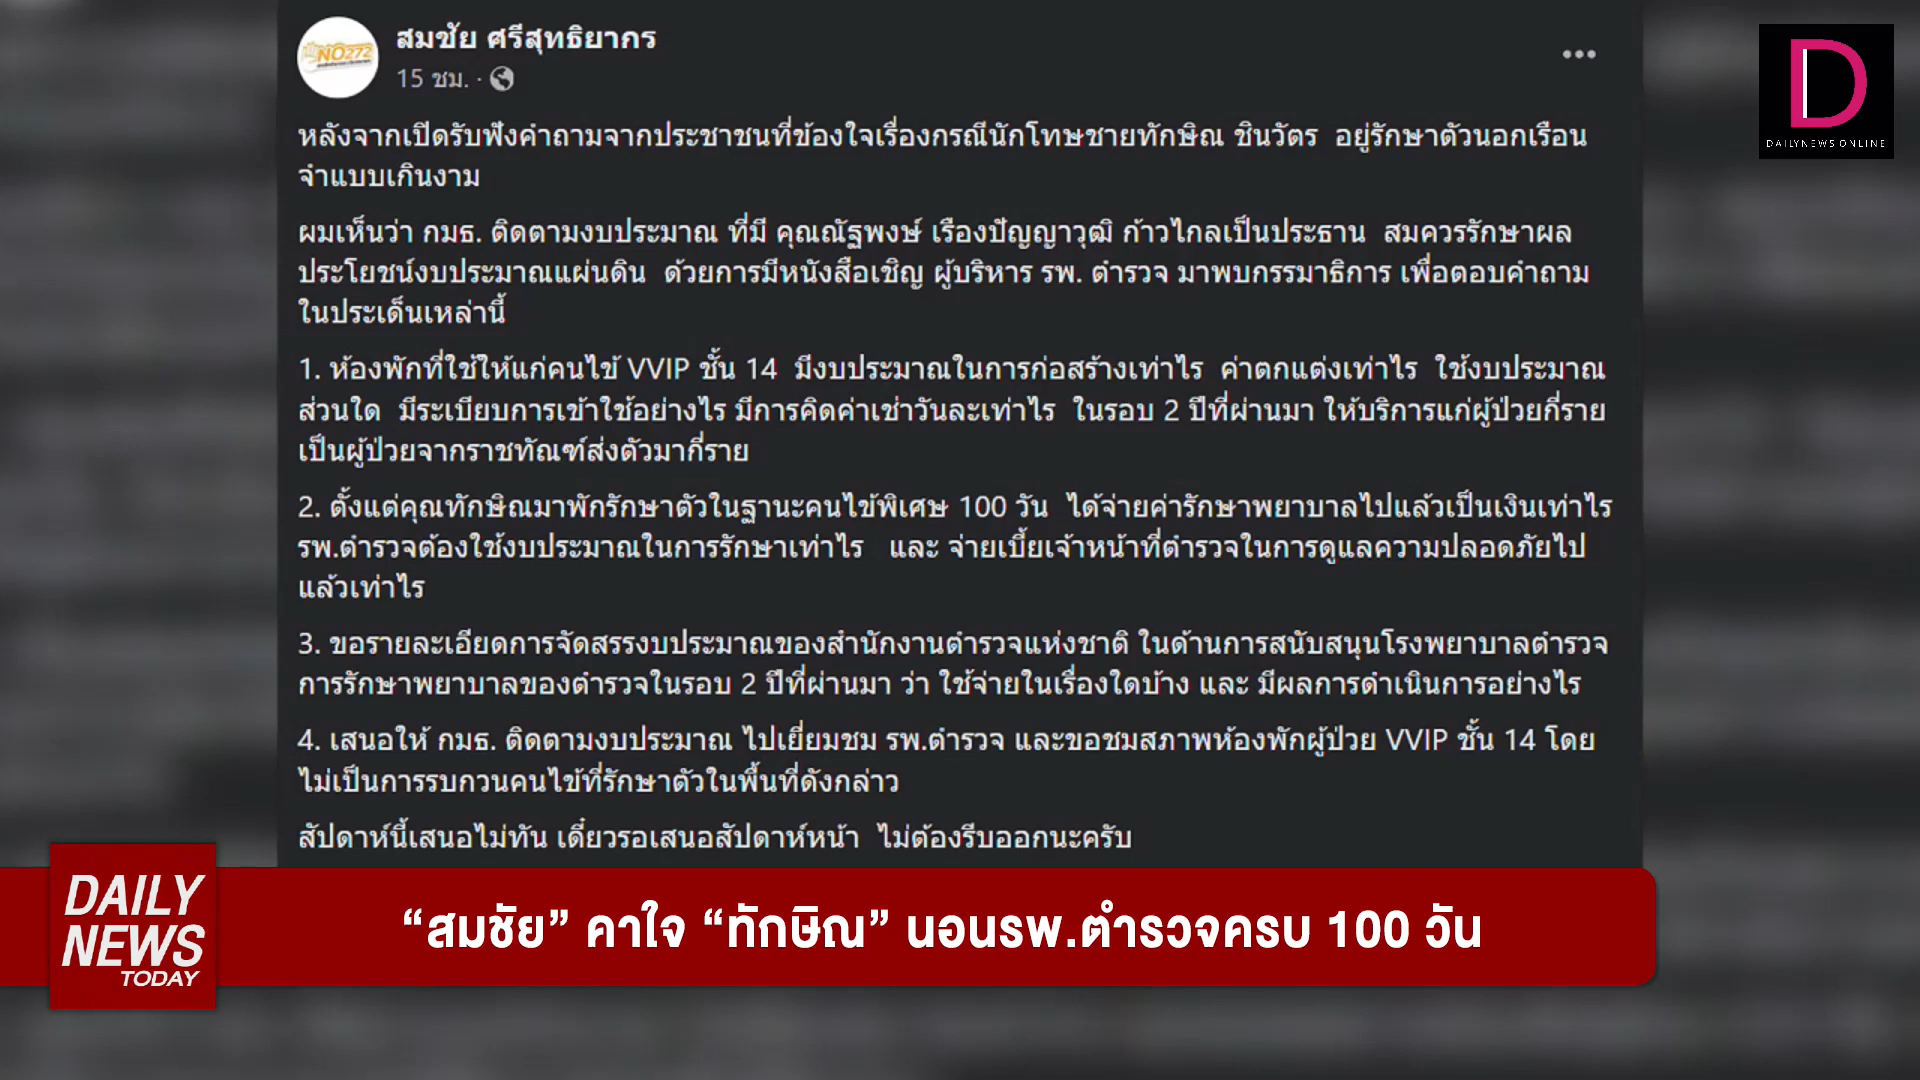 สมชัย ศรีสุทธิยากร
15 ชม. ·
หลังจากเปิดรับฟังคำถามจากประชาชนที่ข้องใจเรื่องกรณีนักโทษชายทักษิณ ชินวัตร อยู่รักษาตัวนอกเรือน
จำแบบเกินงาม
ผมเห็นว่า กมธ. ติดตามงบประมาณ ที่มี คุณณัฐพงษ์ เรืองปัญญาวุฒิ ก้าวไกลเป็นประธาน สมควรรักษาผล
ประโยชน์งบประมาณแผ่นดิน ด้วยการมีหนังสือเชิญ ผู้บริหาร รพ. ตำรวจ มาพบกรรมาธิการ เพื่อตอบคำถาม
ในประเด็นเหล่านี้
1. ห้องพักที่ใช้ให้แก่คนไข้ VVIP ชั้น 14 มีงบประมาณในการก่อสร้างเท่าไร ค่าตกแต่งเท่าไร ใช้งบประมาณ
ส่วนใด มีระเบียบการเข้าใช้อย่างไร มีการคิดค่าเช่าวันละเท่าไร ในรอบ 2 ปีที่ผ่านมา ให้บริการแก่ผู้ป่วยกี่ราย
เป็นผู้ป่วยจากราชทัณฑ์ส่งตัวมากี่ราย
2. ตั้งแต่คุณทักษิณมาพักรักษาตัวในฐานะคนไข้พิเศษ 100 วัน ได้จ่ายค่ารักษาพยาบาลไปแล้วเป็นเงินเท่าไร
รพ.ตำรวจต้องใช้งบประมาณในการรักษาเท่าไร และ จ่ายเบี้ยเจ้าหน้าที่ตำรวจในการดูแลความปลอดภัยไป
แล้วเท่าไร
3. ขอรายละเอียดการจัดสรรงบประมาณของสำนักงานตำรวจแห่งชาติ ในด้านการสนับสนุนโรงพยาบาลตำรวจ
การรักษาพยาบาลของตำรวจในรอบ 2 ปีที่ผ่านมา ว่า ใช้จ่ายในเรื่องใดบ้าง และ มีผลการดำเนินการอย่างไร
4. เสนอให้ กมธ. ติดตามงบประมาณ ไปเยี่ยมชม รพ.ตำรวจ และขอชมสภาพห้องพักผู้ป่วย VVIP ชั้น 14 โดย
ไม่เป็นการรบกวนคนไข้ที่รักษาตัวในพื้นที่ดังกล่าว
สัปดาห์นี้เสนอไม่ทัน เดี๋ยวรอเสนอสัปดาห์หน้า ไม่ต้องรีบออกนะครับ
“สมชัย” คาใจ “ทักษิณ” นอนรพ.ตำรวจครบ 100 วัน
DAILY
NEWS
TODAY
D
DAILYNEWS ONLINE
NO272